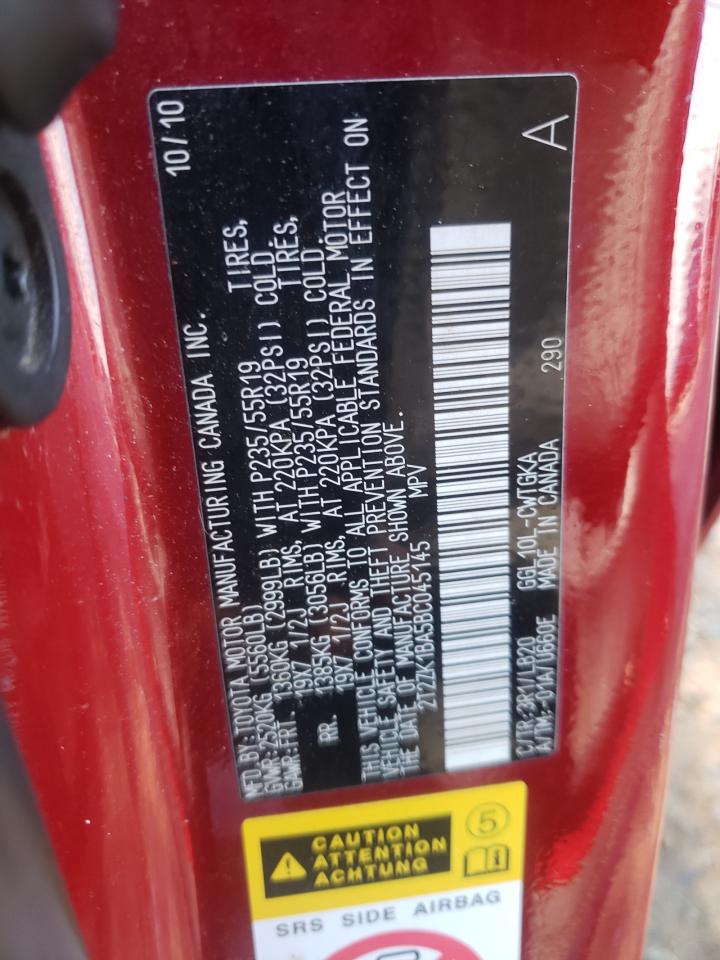 MFD. BY: TOYOTA MOTOR MANUFACTURING CANADA INC. 10/10
GWR:2520KG (5560LB)
GAWR:FRT. 1360KG (2999LB) WITH P235/55R19 TIRES,
19X7 1/2J RIMS, AT 220KPA (32PSI) COLD.
RR. 1385KG (3056LB) WITH P235/55R19 TIRES,
19X7 1/2J RIMS, AT 220KPA (32PSI) COLD.
THIS VEHICLE CONFORMS TO ALL APPLICABLE FEDERAL MOTOR
VEHICLE SAFETY AND THEFT PREVENTION STANDARDS IN EFFECT ON
THE DATE OF MANUFACTURE SHOWN ABOVE.
2T2ZK1BA5BC045145 MPV
C/TR:3R1/LB20 GGL10L-CWTGKA 290 A
A/TM:-01A/U660E MADE IN CANADA
CAUTION
ATTENTION
ACHTUNG
5
SRS SIDE AIRBAG